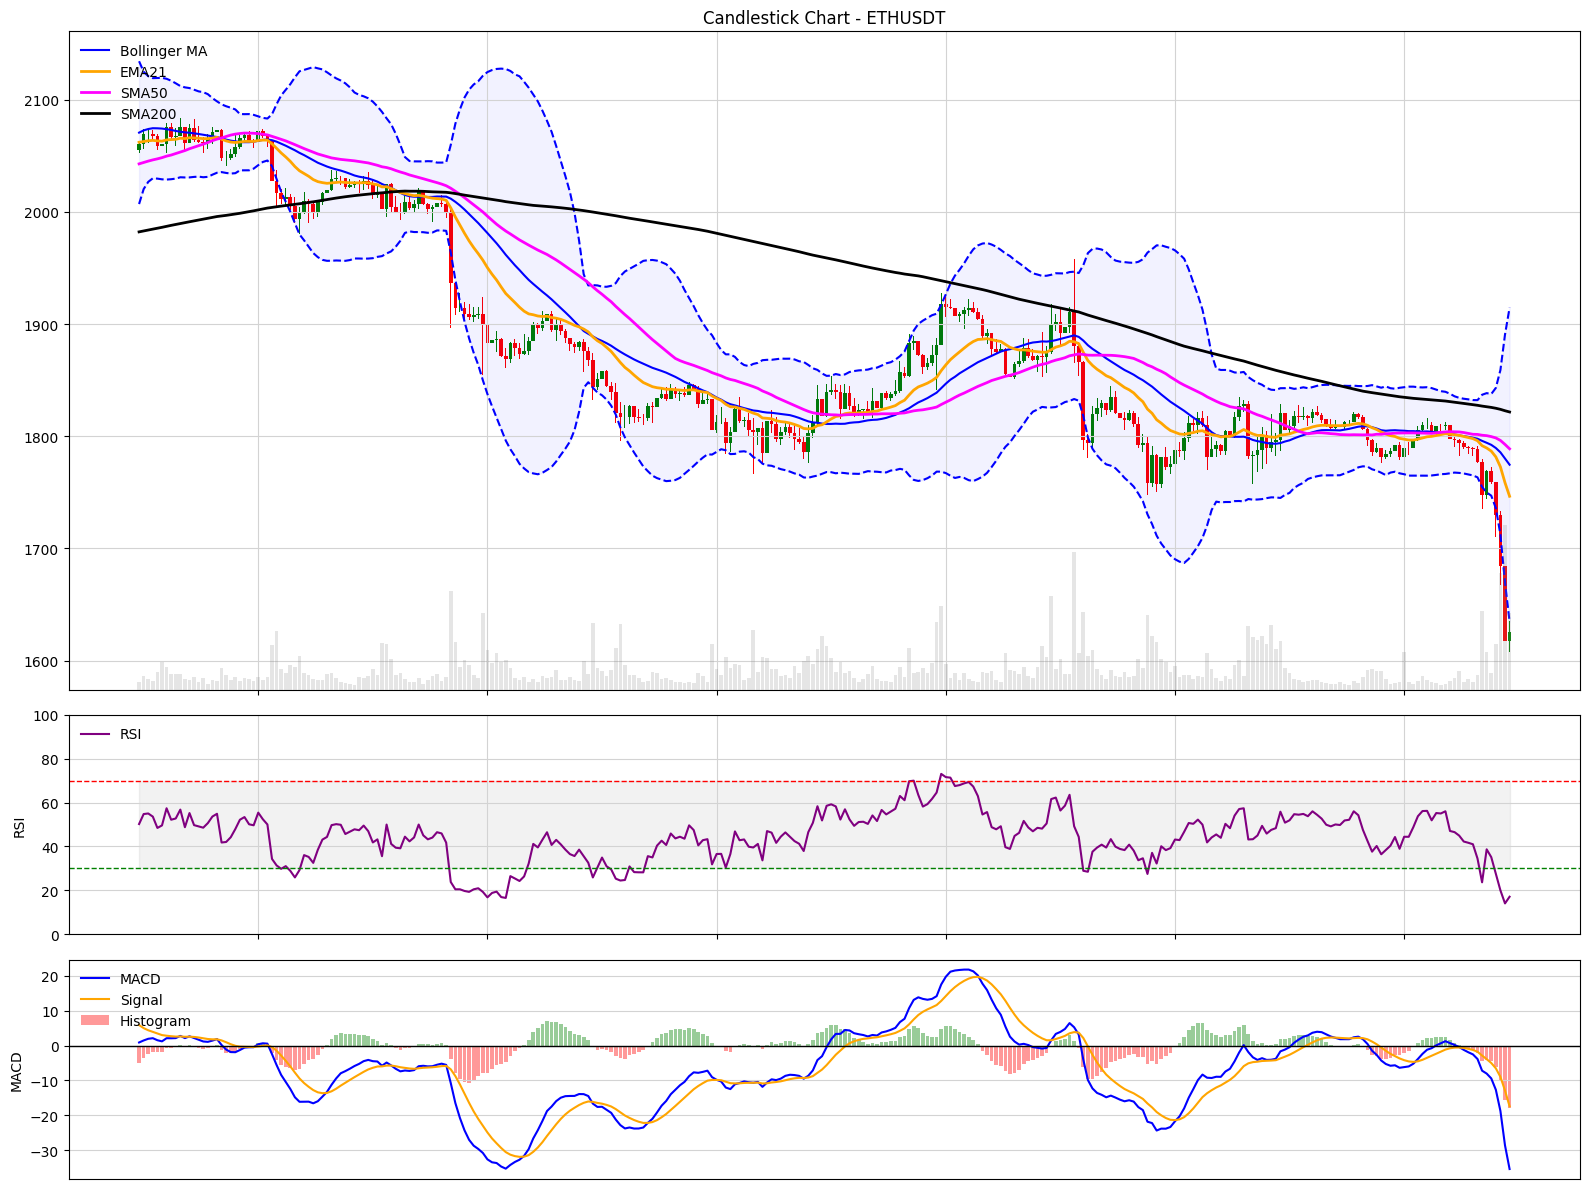 Candlestick Chart - ETHUSDT
Bollinger MA
EMA21
SMA50
SMA200
2100
2000
1900
1800
1700
1600
RSI
100
80
60
40
20
0
RSI
MACD
Signal
Histogram
20
10
0
−10
−20
−30
MACD